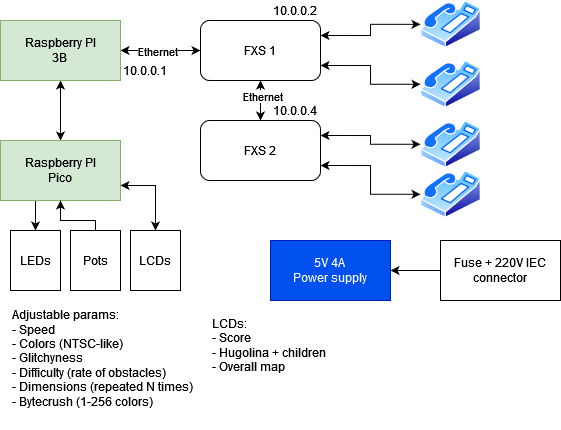 10.0.0.2
Raspberry PI
3B
Ethernet
FXS 1
10.0.0.1
Ethernet
10.0.0.4
FXS 2
Raspberry PI
Pico
LEDs
Pots
LCDs
5V 4A
Power supply
Fuse + 220V IEC
connector
Adjustable params:
- Speed
- Colors (NTSC-like)
- Glitchyness
- Difficulty (rate of obstacles)
- Dimensions (repeated N times)
- Bytecrush (1-256 colors)
LCDs:
- Score
- Hugolina + children
- Overall map